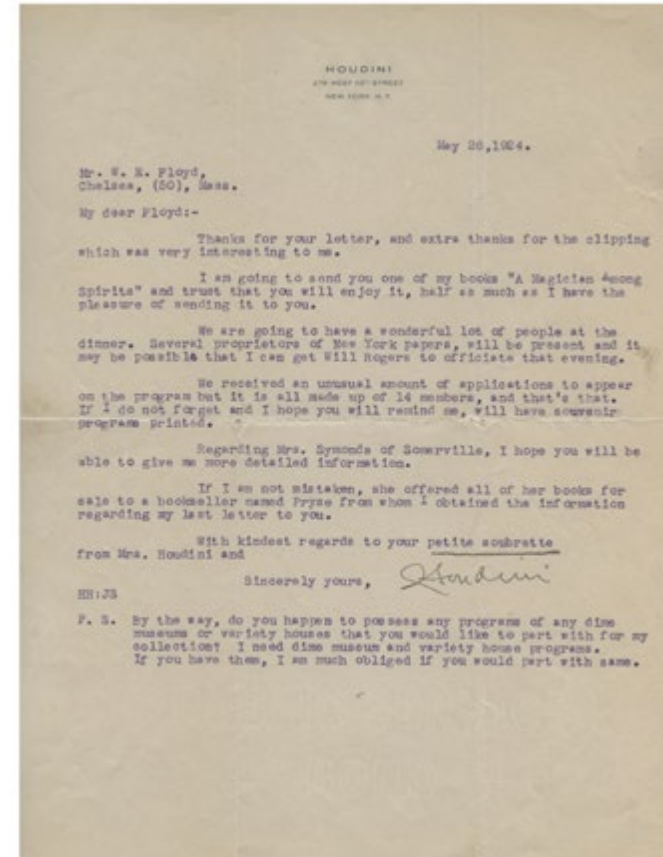 HOUDINI
278 WEST 113th STREET
NEW YORK, N. Y.
May 26,1924.
Mr. W. E. Floyd,
Chelsea, (50), Mass.
My dear Floyd:-
Thanks for your letter, and extra thanks for the clipping
which was very interesting to me.
I am going to send you one of my books "A Magician Among
Spirits" and trust that you will enjoy it, half as much as I have the
pleasure of sending it to you.
We are going to have a wonderful lot of people at the
dinner. Several proprietors of New York papers, will be present and it
may be possible that I can get Will Rogers to officiate that evening.
We received an unusual amount of applications to appear
on the program but it is all made up of 14 members, and that's that.
If I do not forget and I hope you will remind me, will have souvenir
programs printed.
Regarding Mrs. Symonds of Somerville, I hope you will be
able to give me more detailed information.
If I am not mistaken, she offered all of her books for
sale to a bookseller named Pryse from whom I obtained the information
regarding my last letter to you.
With kindest regards to your petite soubrette
from Mrs. Houdini and
Sincerely yours, Houdini
HH:JS
P. S. By the way, do you happen to possess any programs of any dime
museums or variety houses that you would like to part with for my
collection? I need dime museum and variety house programs.
If you have them, I am much obliged if you would part with same.